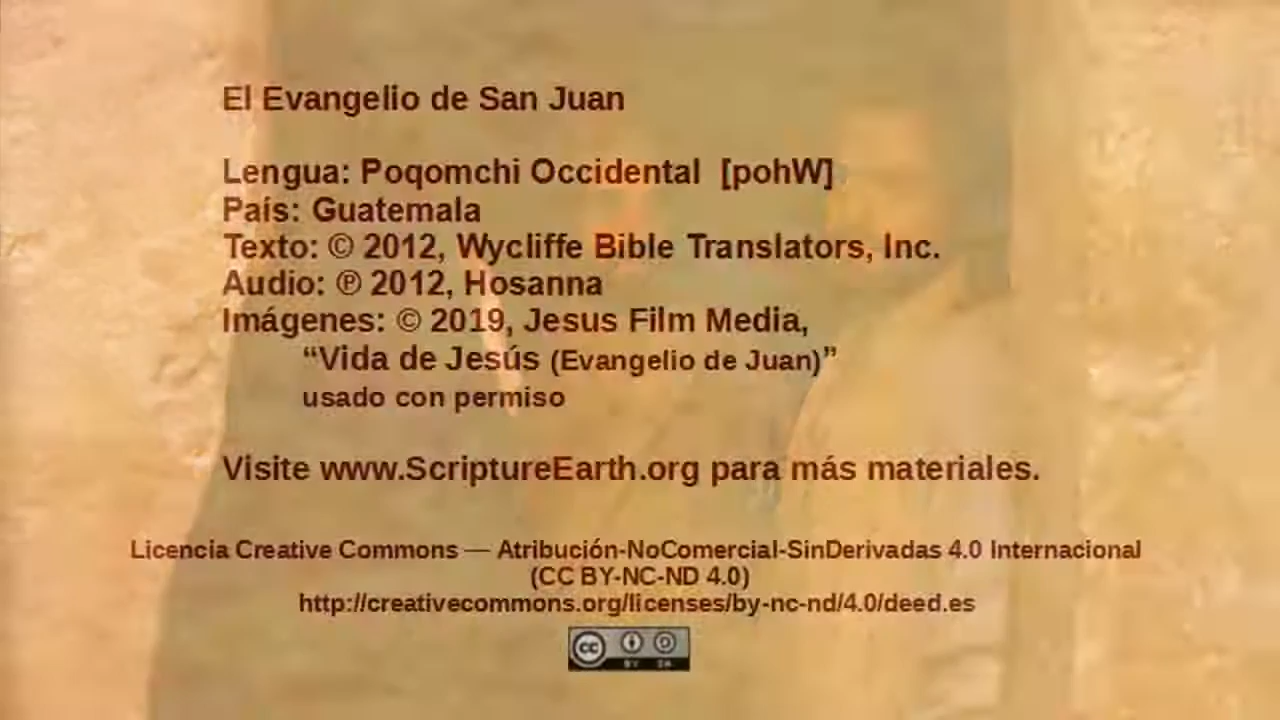 El Evangelio de San Juan
Lengua: Poqomchi Occidental [pohW]
País: Guatemala
Texto: © 2012, Wycliffe Bible Translators, Inc.
Audio: ℗ 2012, Hosanna
Imágenes: © 2019, Jesus Film Media,
“Vida de Jesús (Evangelio de Juan)”
usado con permiso
Visite www.ScriptureEarth.org para más materiales.
Licencia Creative Commons — Atribución-NoComercial-SinDerivadas 4.0 Internacional
(CC BY-NC-ND 4.0)
http://creativecommons.org/licenses/by-nc-nd/4.0/deed.es
cc BY SA